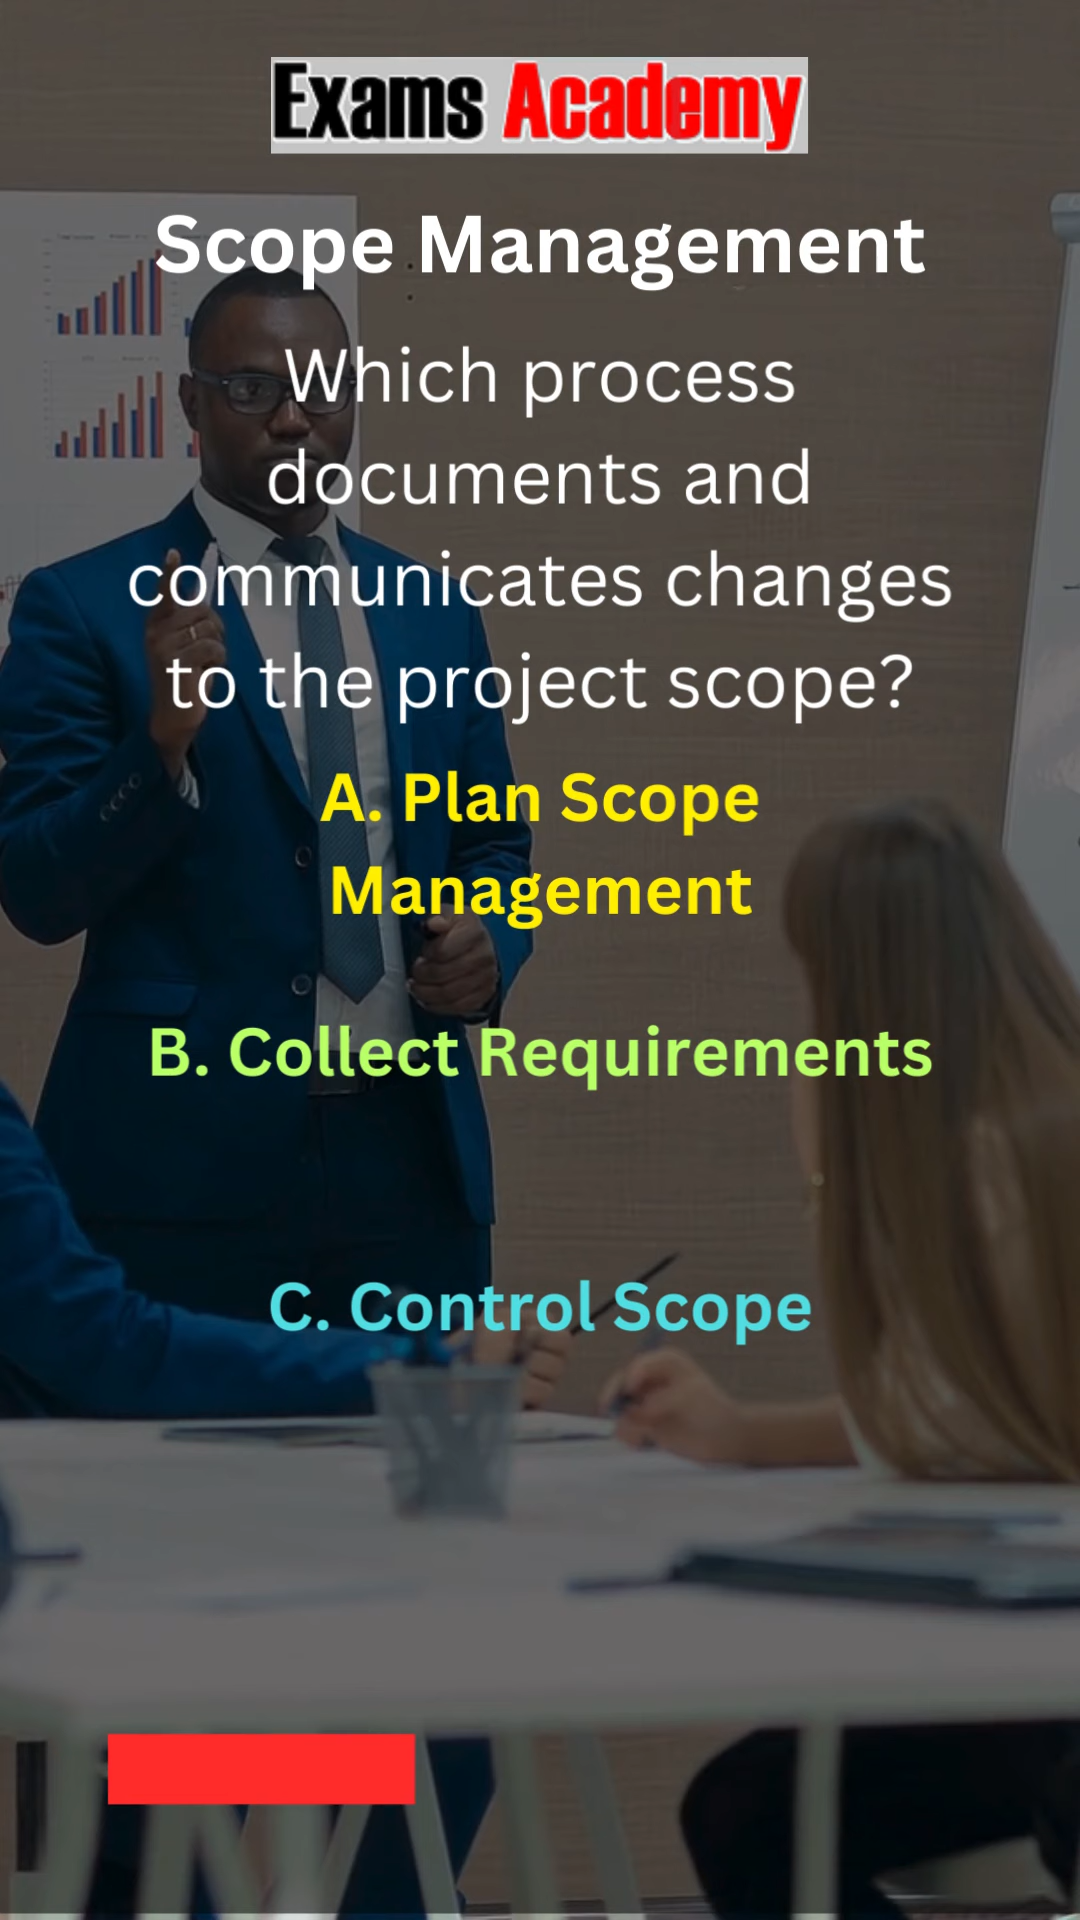 Exams Academy
Scope Management
Which process
documents and
communicates changes
to the project scope?
A. Plan Scope
Management
B. Collect Requirements
C. Control Scope